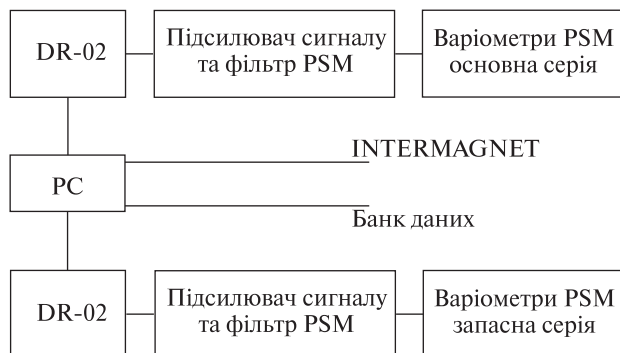 DR-02
Підсилювач сигналу
та фільтр PSM
Варіометри PSM
основна серія
PC
INTERMAGNET
Банк даних
DR-02
Підсилювач сигналу
та фільтр PSM
Варіометри PSM
запасна серія